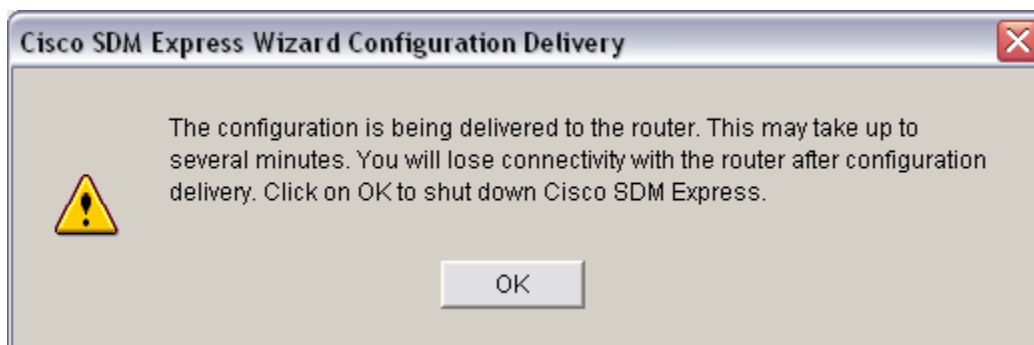 Cisco SDM Express Wizard Configuration Delivery
The configuration is being delivered to the router. This may take up to
several minutes. You will lose connectivity with the router after configuration
delivery. Click on OK to shut down Cisco SDM Express.
OK